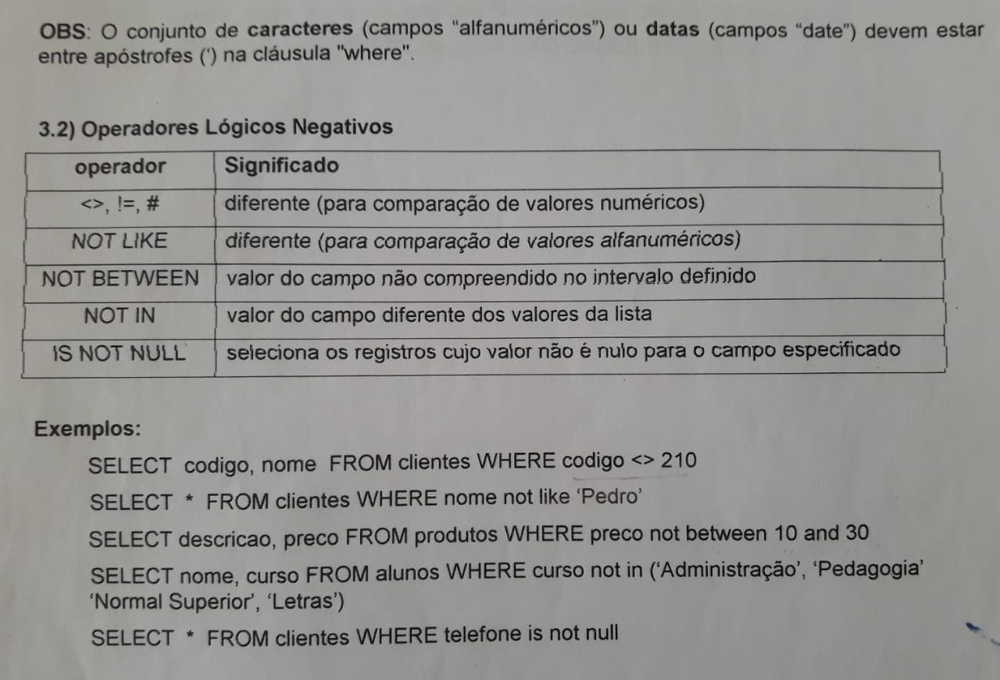 OBS: O conjunto de caracteres (campos “alfanuméricos”) ou datas (campos “date”) devem estar
entre apóstrofes (‘) na cláusula "where".
3.2) Operadores Lógicos Negativos
operador Significado
<>, !=, # diferente (para comparação de valores numéricos)
NOT LIKE diferente (para comparação de valores alfanuméricos)
NOT BETWEEN valor do campo não compreendido no intervalo definido
NOT IN valor do campo diferente dos valores da lista
IS NOT NULL seleciona os registros cujo valor não é nulo para o campo especificado
Exemplos:
SELECT codigo, nome FROM clientes WHERE codigo <> 210
SELECT * FROM clientes WHERE nome not like ‘Pedro’
SELECT descricao, preco FROM produtos WHERE preco not between 10 and 30
SELECT nome, curso FROM alunos WHERE curso not in (‘Administração’, ‘Pedagogia’
‘Normal Superior’, ‘Letras’)
SELECT * FROM clientes WHERE telefone is not null